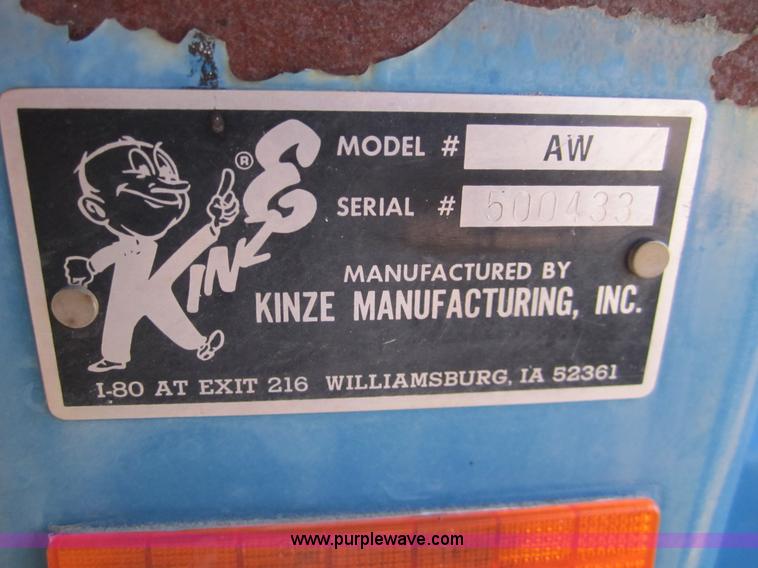 KINZE ®
MODEL # AW
SERIAL # 500433
MANUFACTURED BY
KINZE MANUFACTURING, INC.
I-80 AT EXIT 216 WILLIAMSBURG, IA 52361
www.purplewave.com